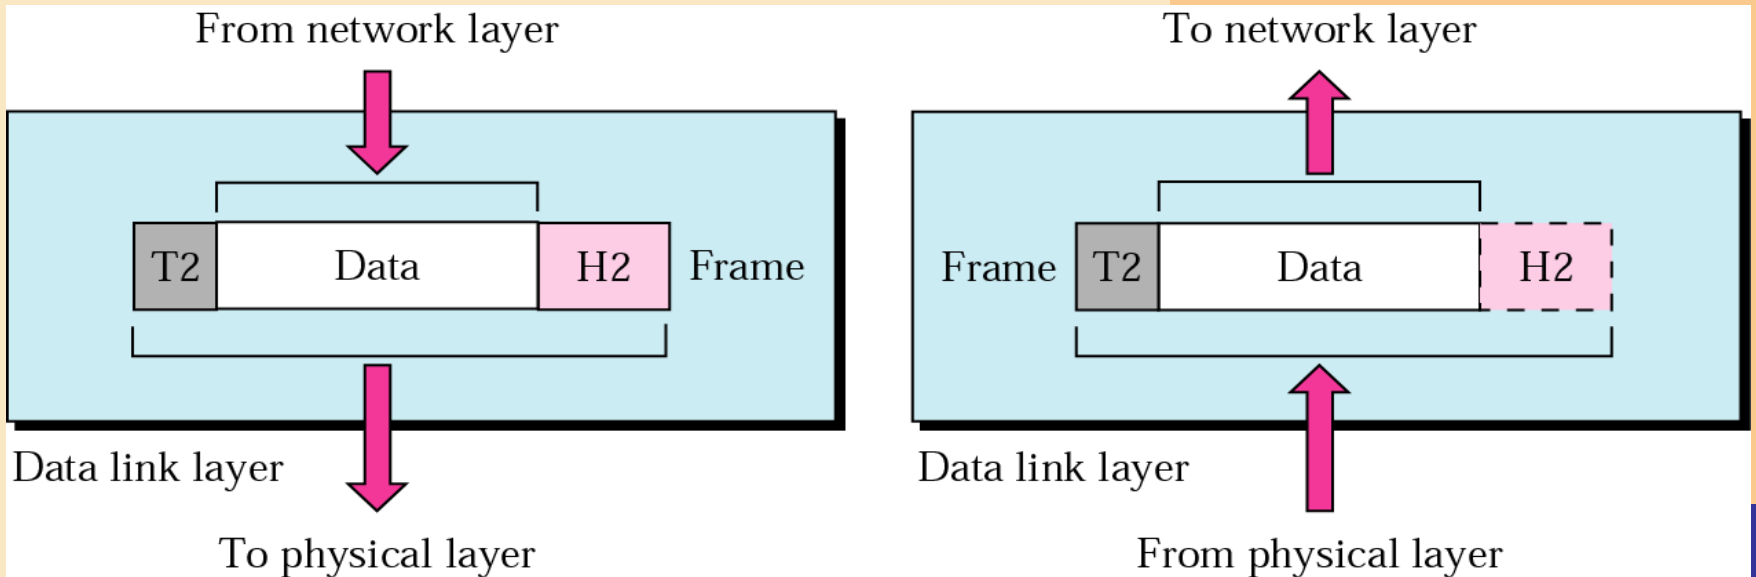 From network layer
T2 Data H2 Frame
Data link layer
To physical layer
To network layer
Frame T2 Data H2
Data link layer
From physical layer